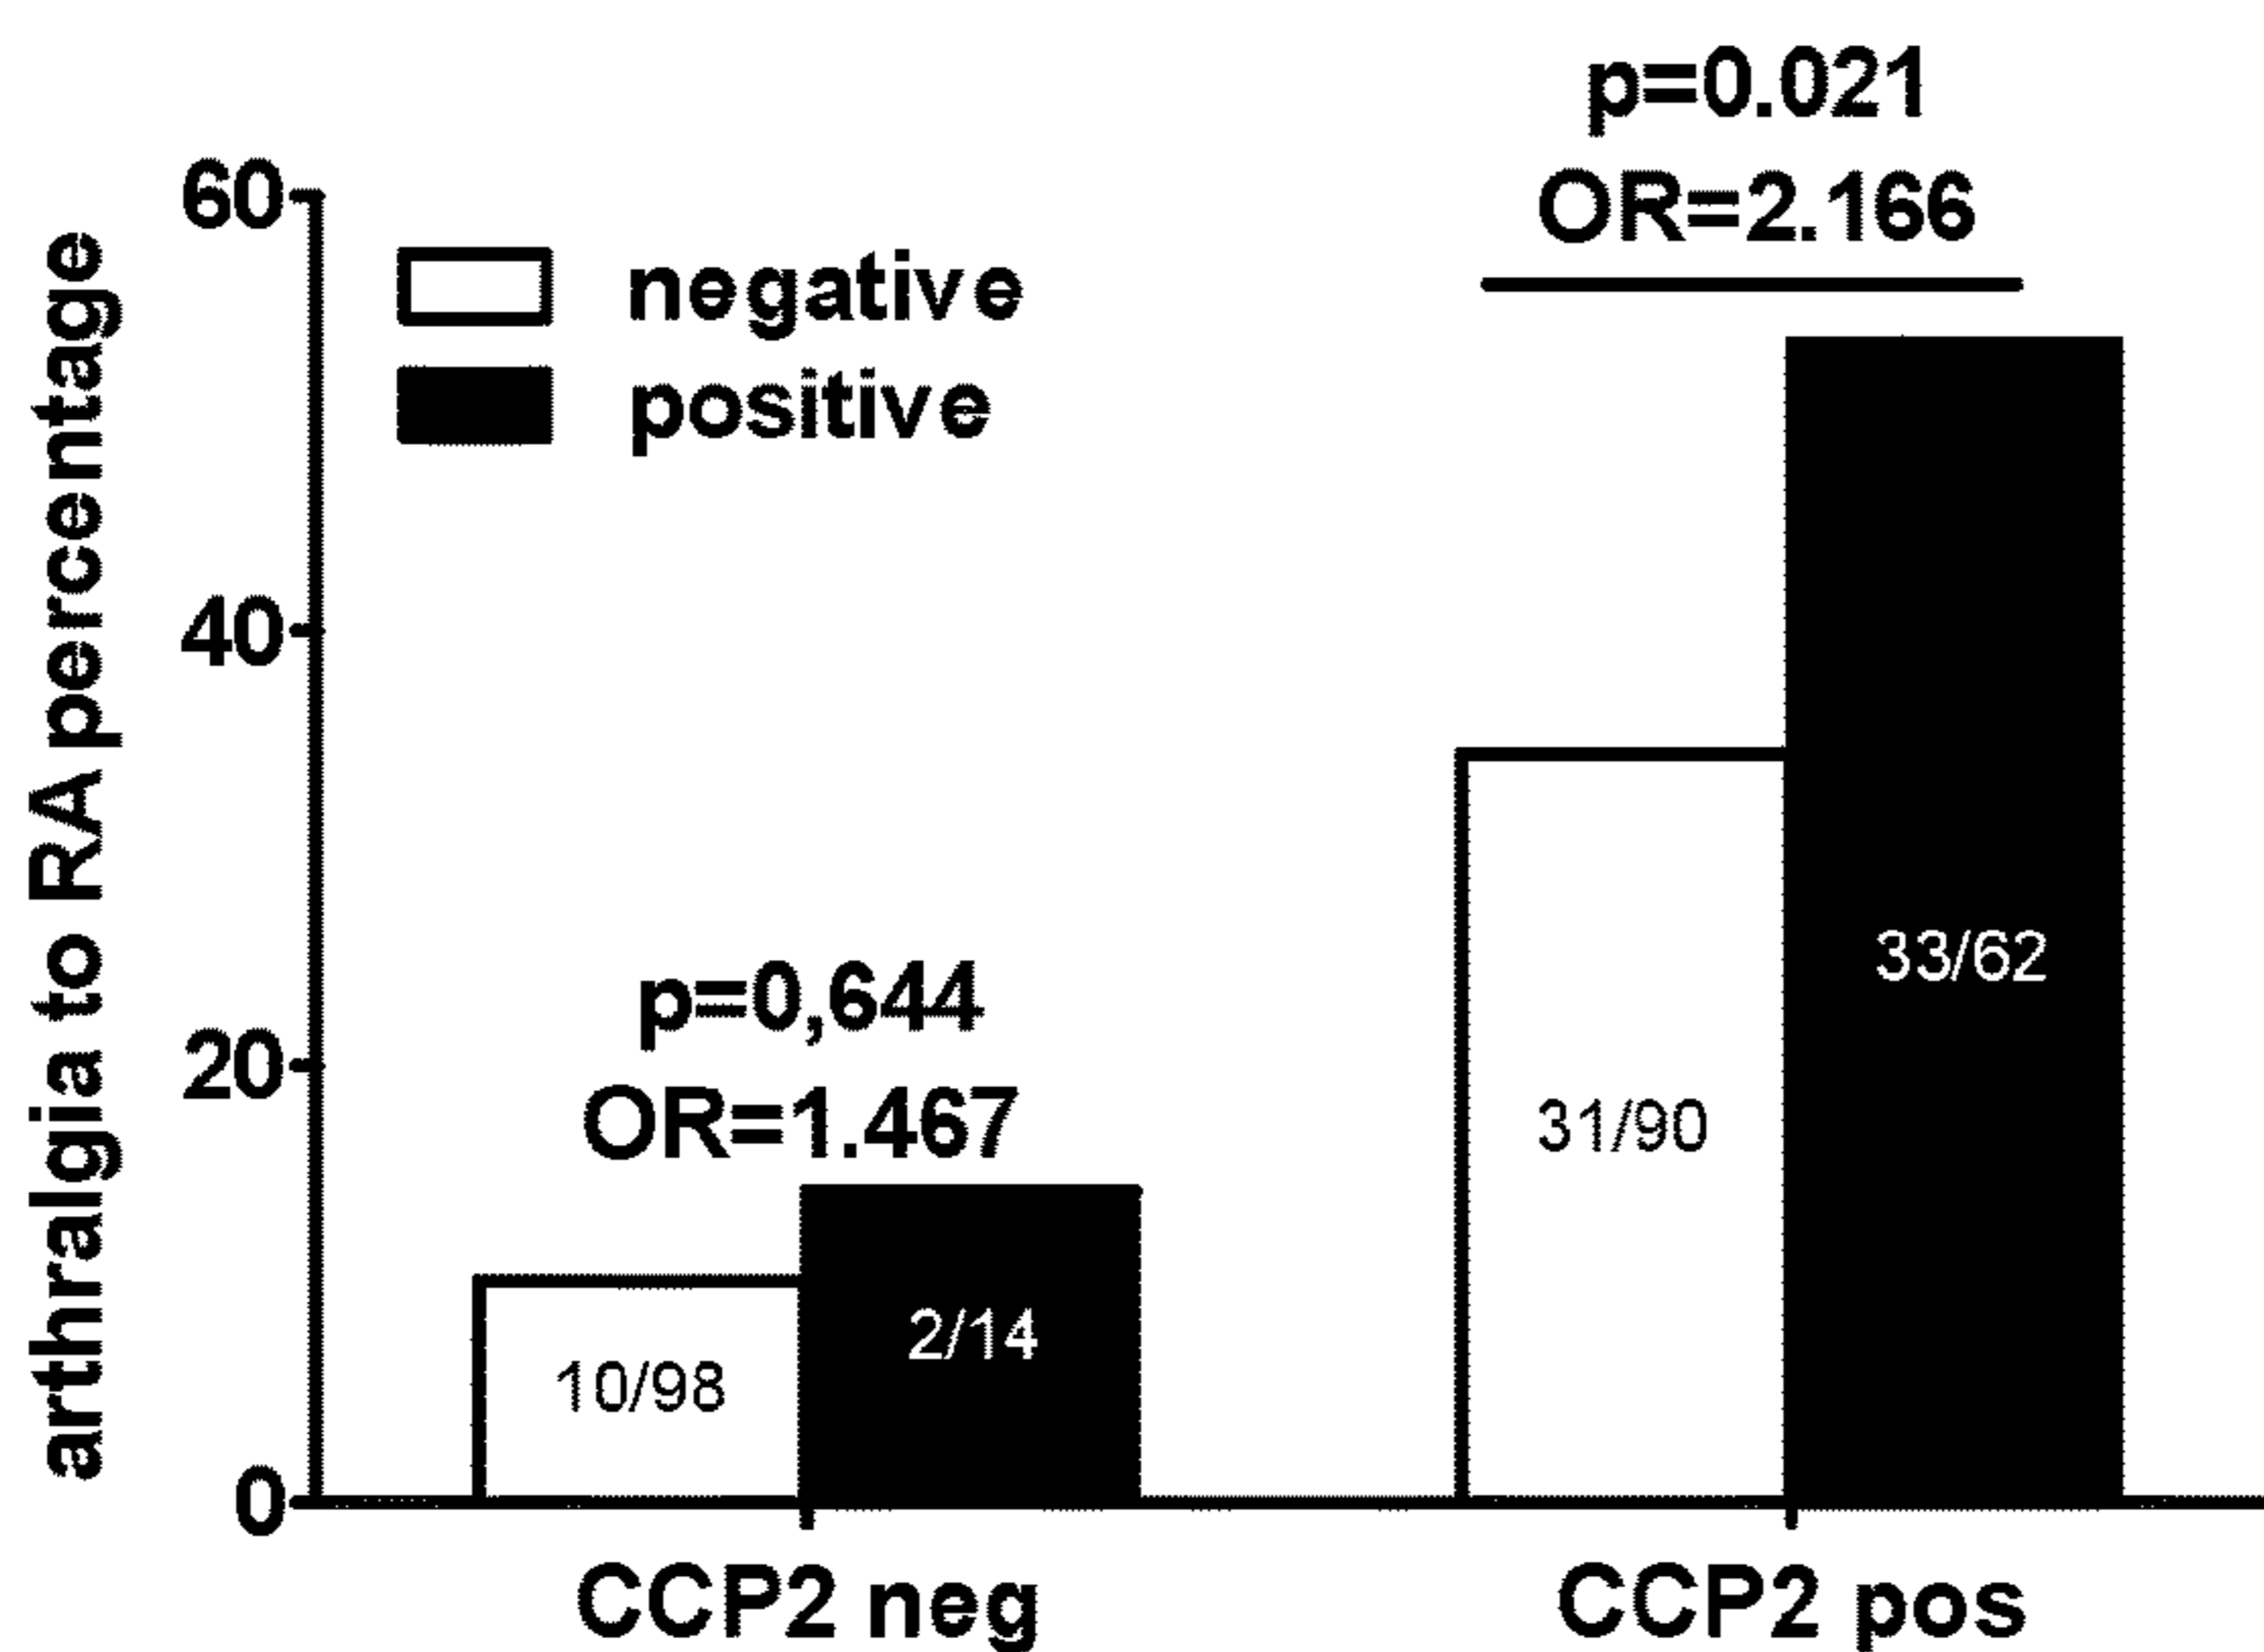 arthralgia to RA percentage
60
40
20
0
negative
positive
p=0,644
OR=1.467
10/98
2/14
p=0.021
OR=2.166
31/90
33/62
CCP2 neg
CCP2 pos